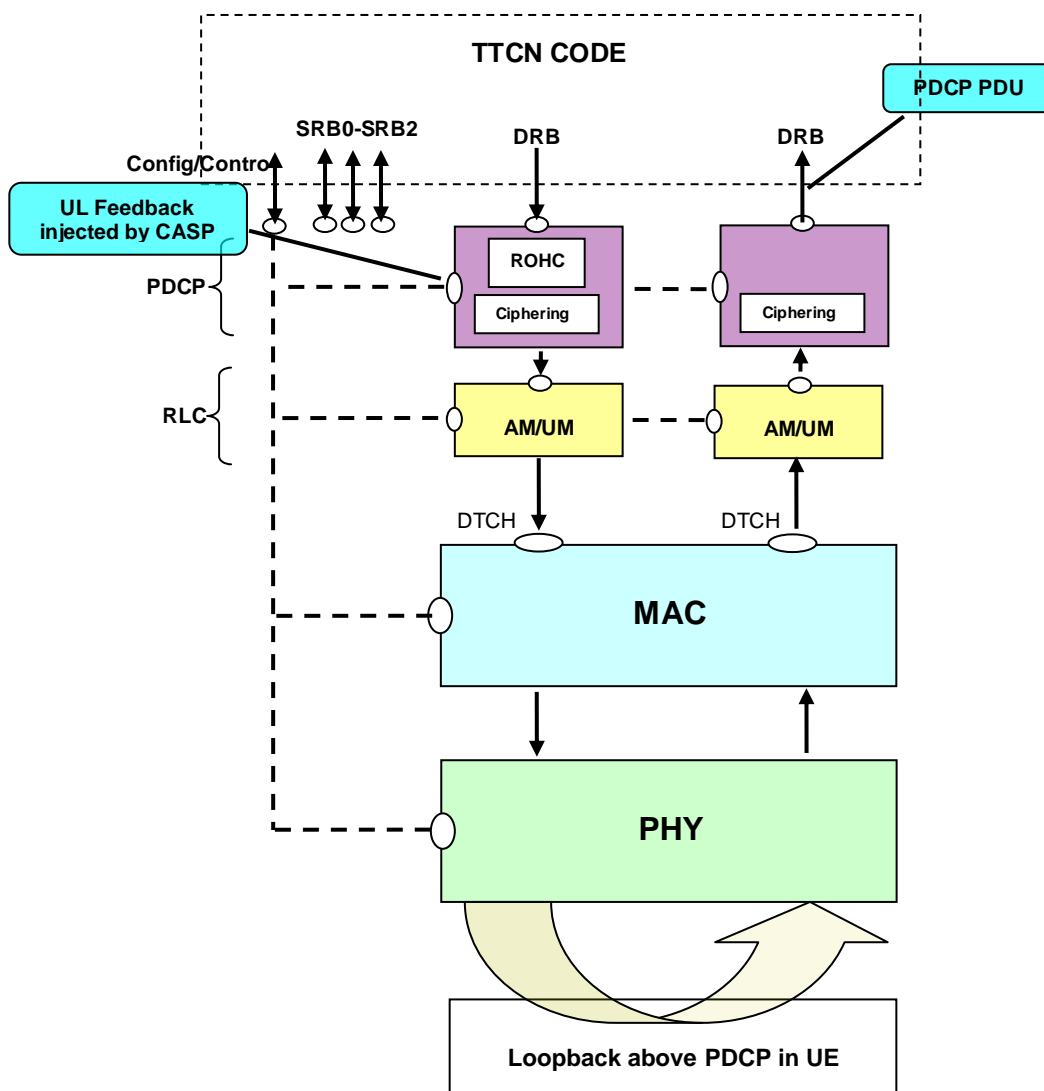 TTCN CODE
PDCP PDU
SRB0-SRB2
DRB
DRB
Config/Contro
UL Feedback
injected by CASP
ROHC
PDCP
Ciphering
Ciphering
RLC
AM/UM
AM/UM
DTCH
DTCH
MAC
PHY
Loopback above PDCP in UE